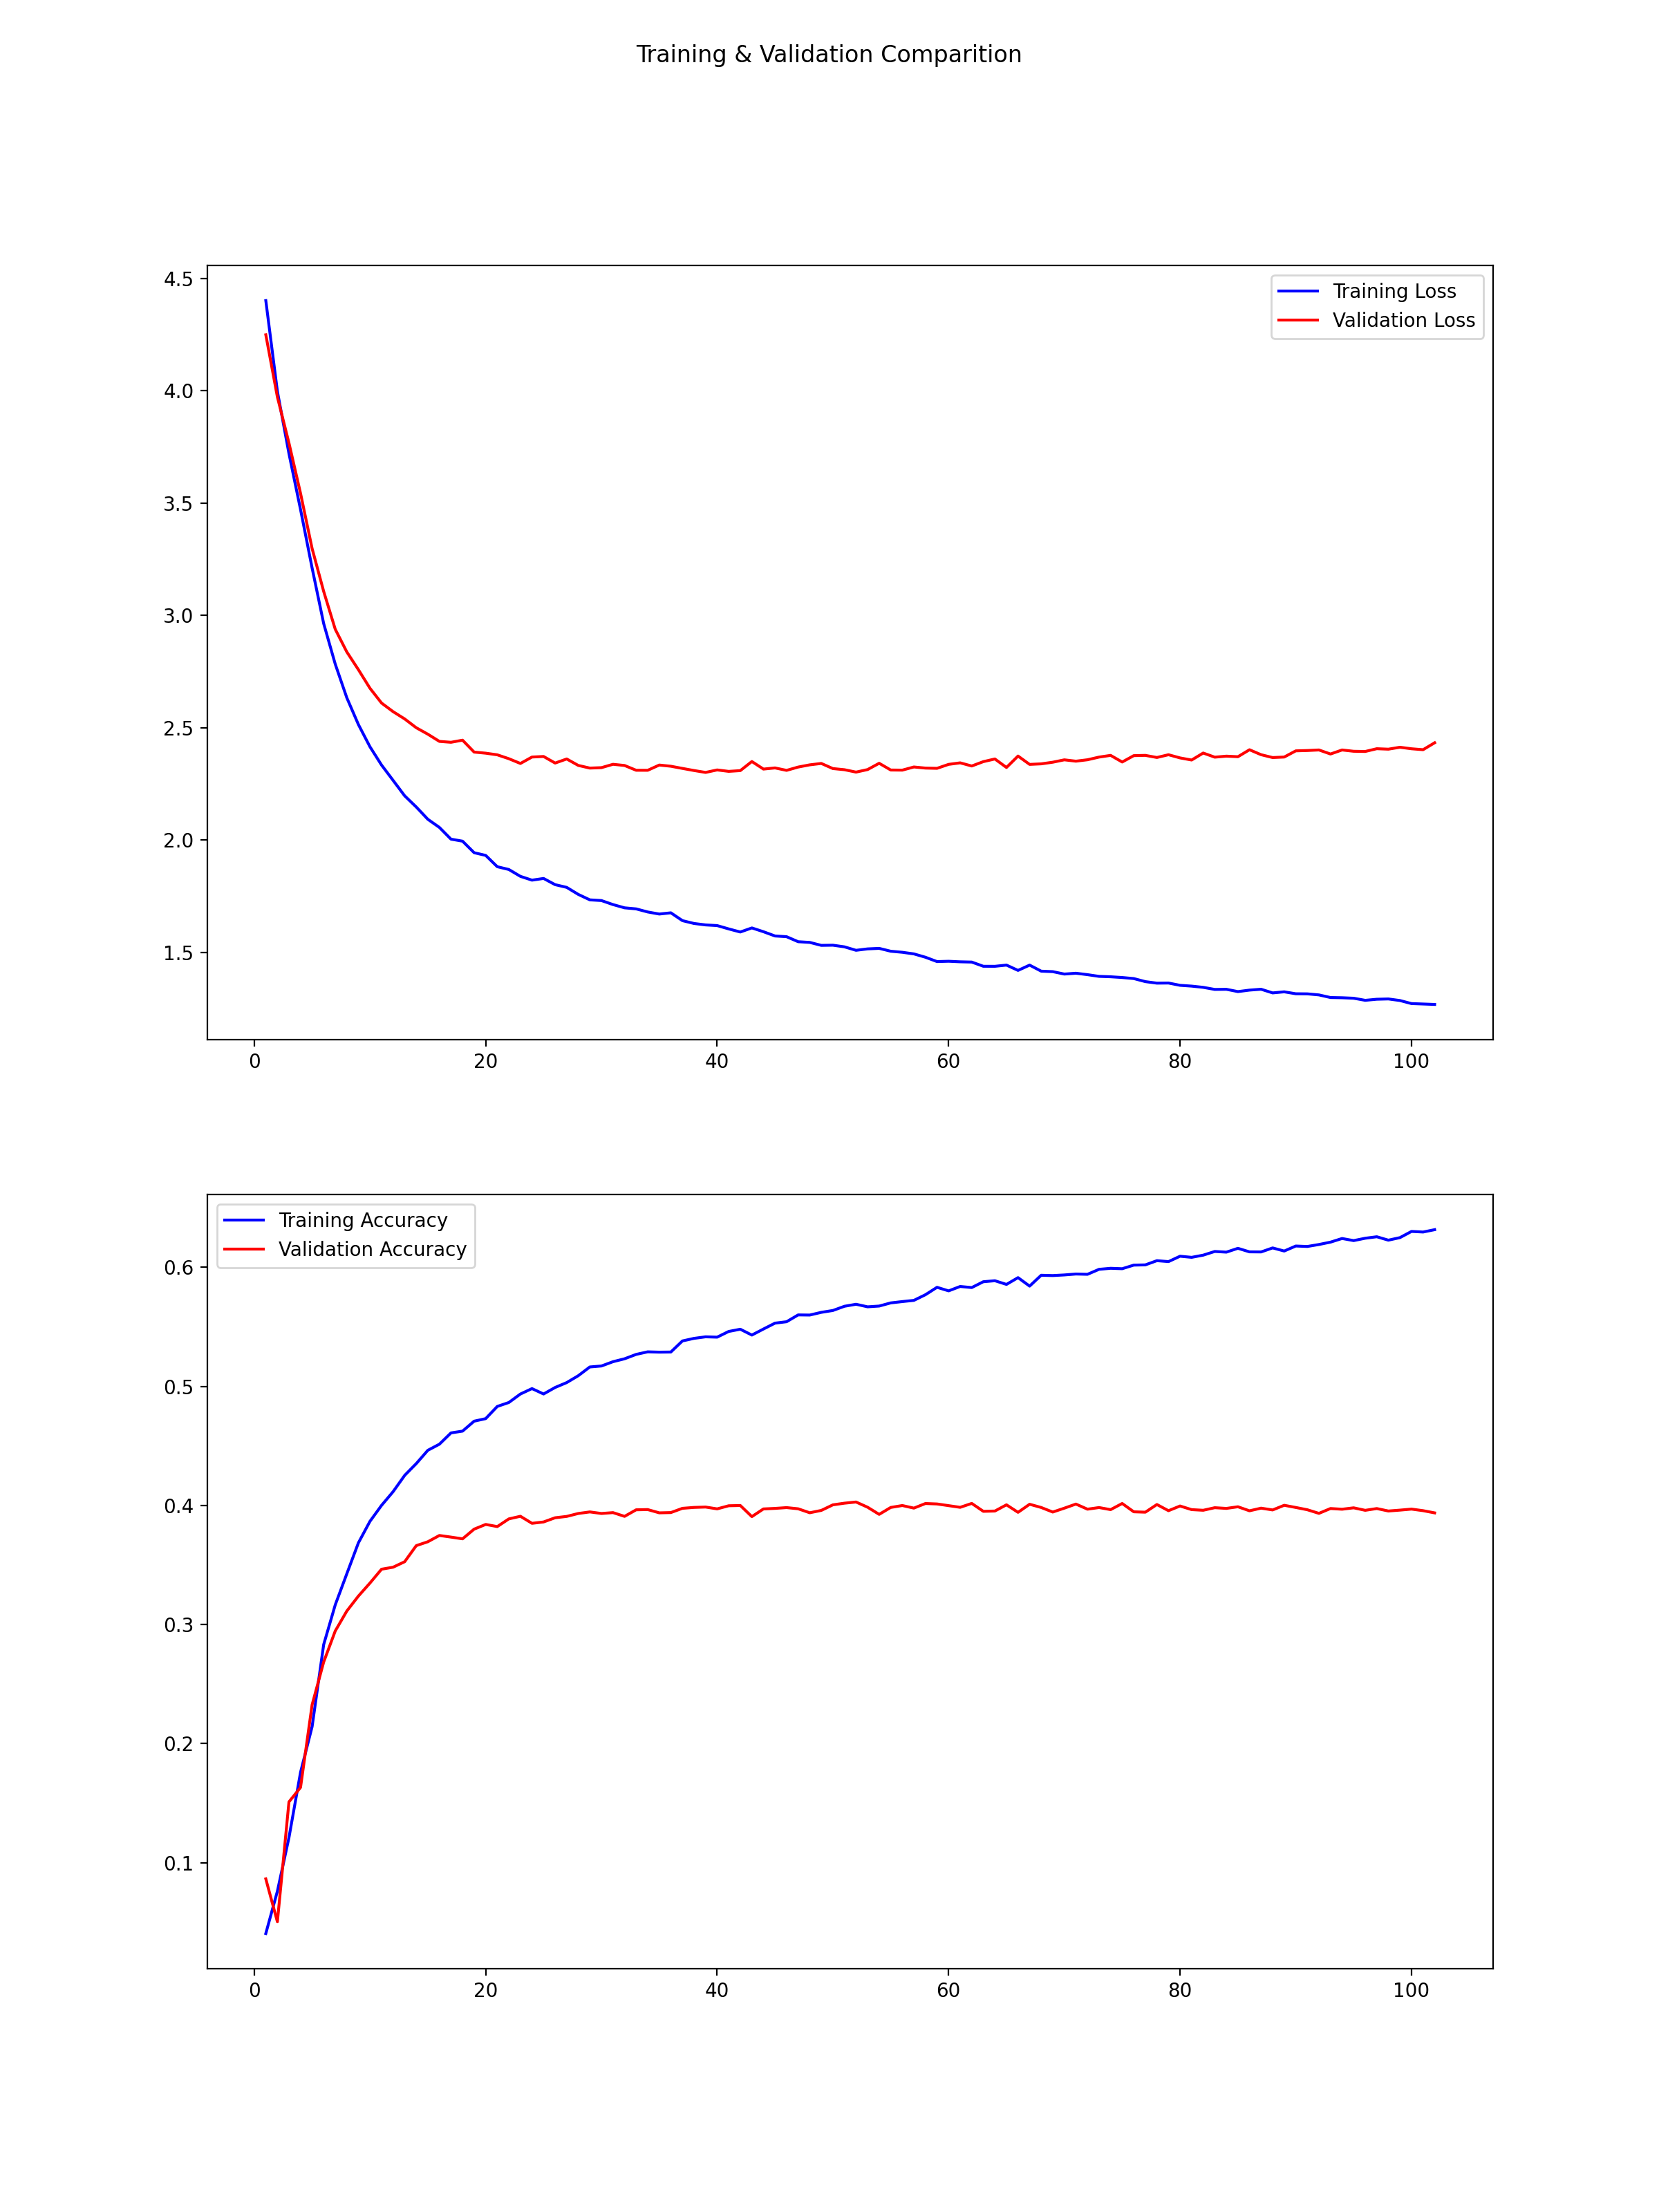 Training & Validation Comparition
4.5
4.0
3.5
3.0
2.5
2.0
1.5
Training Loss
Validation Loss
0 20 40 60 80 100
Training Accuracy
Validation Accuracy
0.6
0.5
0.4
0.3
0.2
0.1
0 20 40 60 80 100